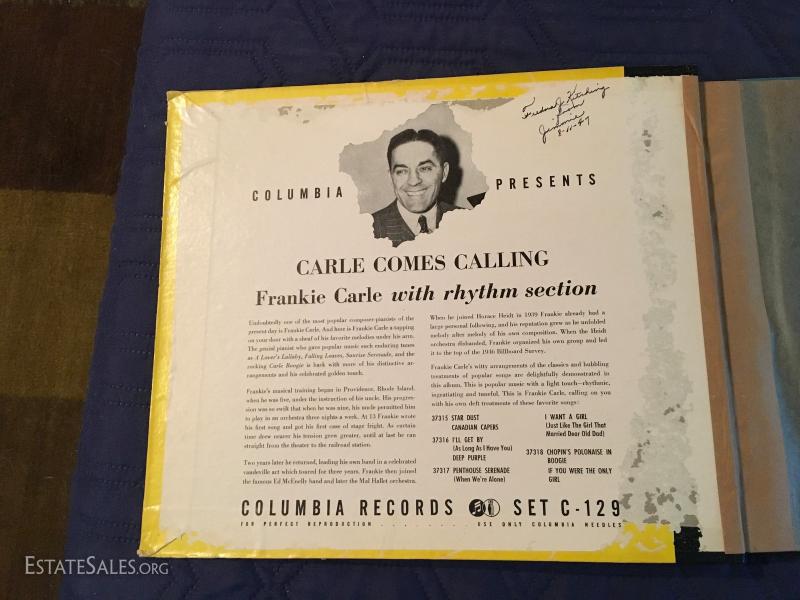 Jimmie
8-11-47
COLUMBIA PRESENTS
CARLE COMES CALLING
Frankie Carle with rhythm section
Undoubtedly one of the most popular composer-pianists of the
present day is Frankie Carle. And here is Frankie Carle a-tapping
on your door with a sheaf of his favorite melodies under his arm.
The genial pianist who gave popular music such enduring tunes
as A Lover's Lullaby, Falling Leaves, Sunrise Serenade, and the
rocking Carle Boogie is back with more of his distinctive ar-
rangements and his celebrated golden touch.
Frankie's musical training began in Providence, Rhode Island,
when he was five, under the instruction of his uncle. His progres-
sion was so swift that when he was nine, his uncle permitted him
to play in an orchestra three nights a week. At 13 Frankie wrote
his first song and got his first case of stage fright. As curtain
time drew nearer his tension grew greater, until at last he ran
straight from the theater to the railroad station.
Two years later he returned, leading his own band in a celebrated
vaudeville act which toured for three years. Frankie then joined
the famous Ed McEnelly band and later the Mal Hallet orchestra.
When he joined Horace Heidt in 1939 Frankie already had a
large personal following, and his reputation grew as he unfolded
melody after melody of his own composition. When the Heidt
orchestra disbanded, Frankie organized his own group and led
it to the top of the 1946 Billboard Survey.
Frankie Carle's witty arrangements of the classics and bubbling
treatments of popular songs are delightfully demonstrated in
this album. This is popular music with a light touch—rhythmic,
ingratiating and tuneful. This is Frankie Carle, calling on you
with his own deft treatments of these favorite songs:
37315 STAR DUST
CANADIAN CAPERS
37316 I'LL GET BY
(As Long As I Have You)
DEEP PURPLE
37317 PENTHOUSE SERENADE
(When We're Alone)
I WANT A GIRL
(Just Like The Girl That
Married Dear Old Dad)
37318 CHOPIN'S POLONAISE IN
BOOGIE
IF YOU WERE THE ONLY
GIRL
COLUMBIA RECORDS SET C-129
FOR PERFECT REPRODUCTION . . . . . . . . . . USE ONLY COLUMBIA NEEDLES
ESTATESALES.ORG